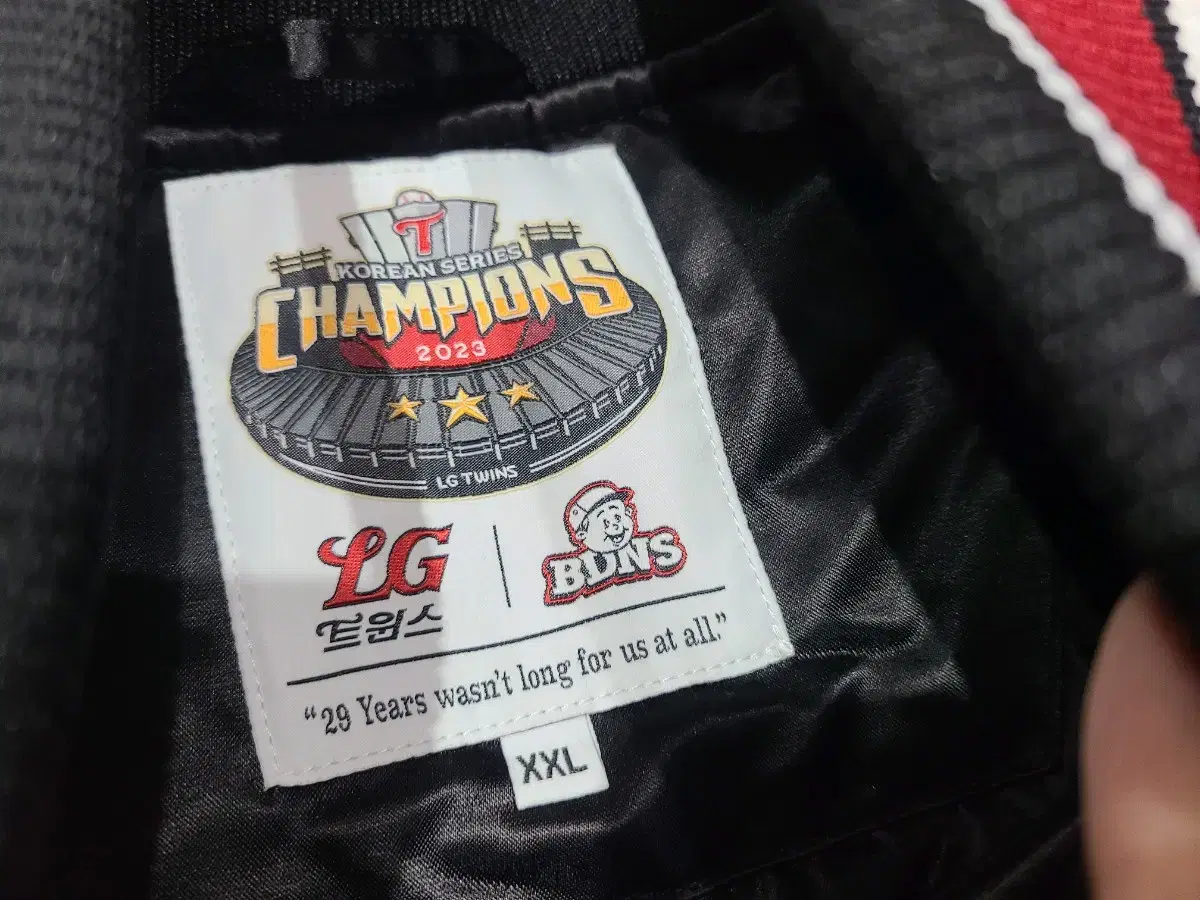 T
KOREAN SERIES
CHAMPIONS
2023
LG TWINS
LG
트윈스
BDNS
“29 Years wasn't long for us at all.”
XXL